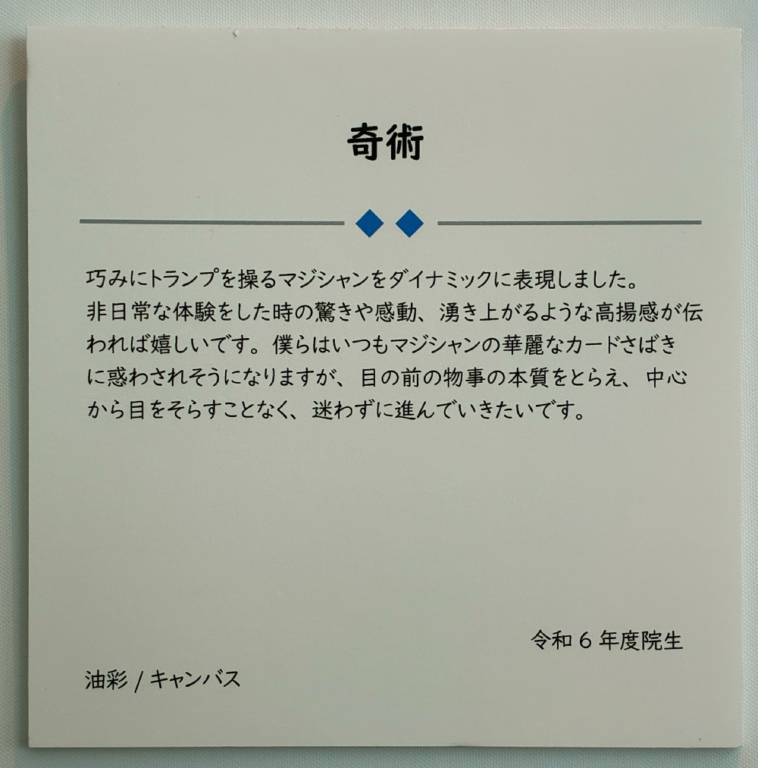 奇術
巧みにトランプを操るマジシャンをダイナミックに表現しました。
非日常な体験をした時の驚きや感動、湧き上がるような高揚感が伝
われば嬉しいです。僕らはいつもマジシャンの華麗なカードさばき
に惑わされそうになりますが、目の前の物事の本質をとらえ、中心
から目をそらすことなく、迷わずに進んでいきたいです。
令和6年度院生
油彩 / キャンバス